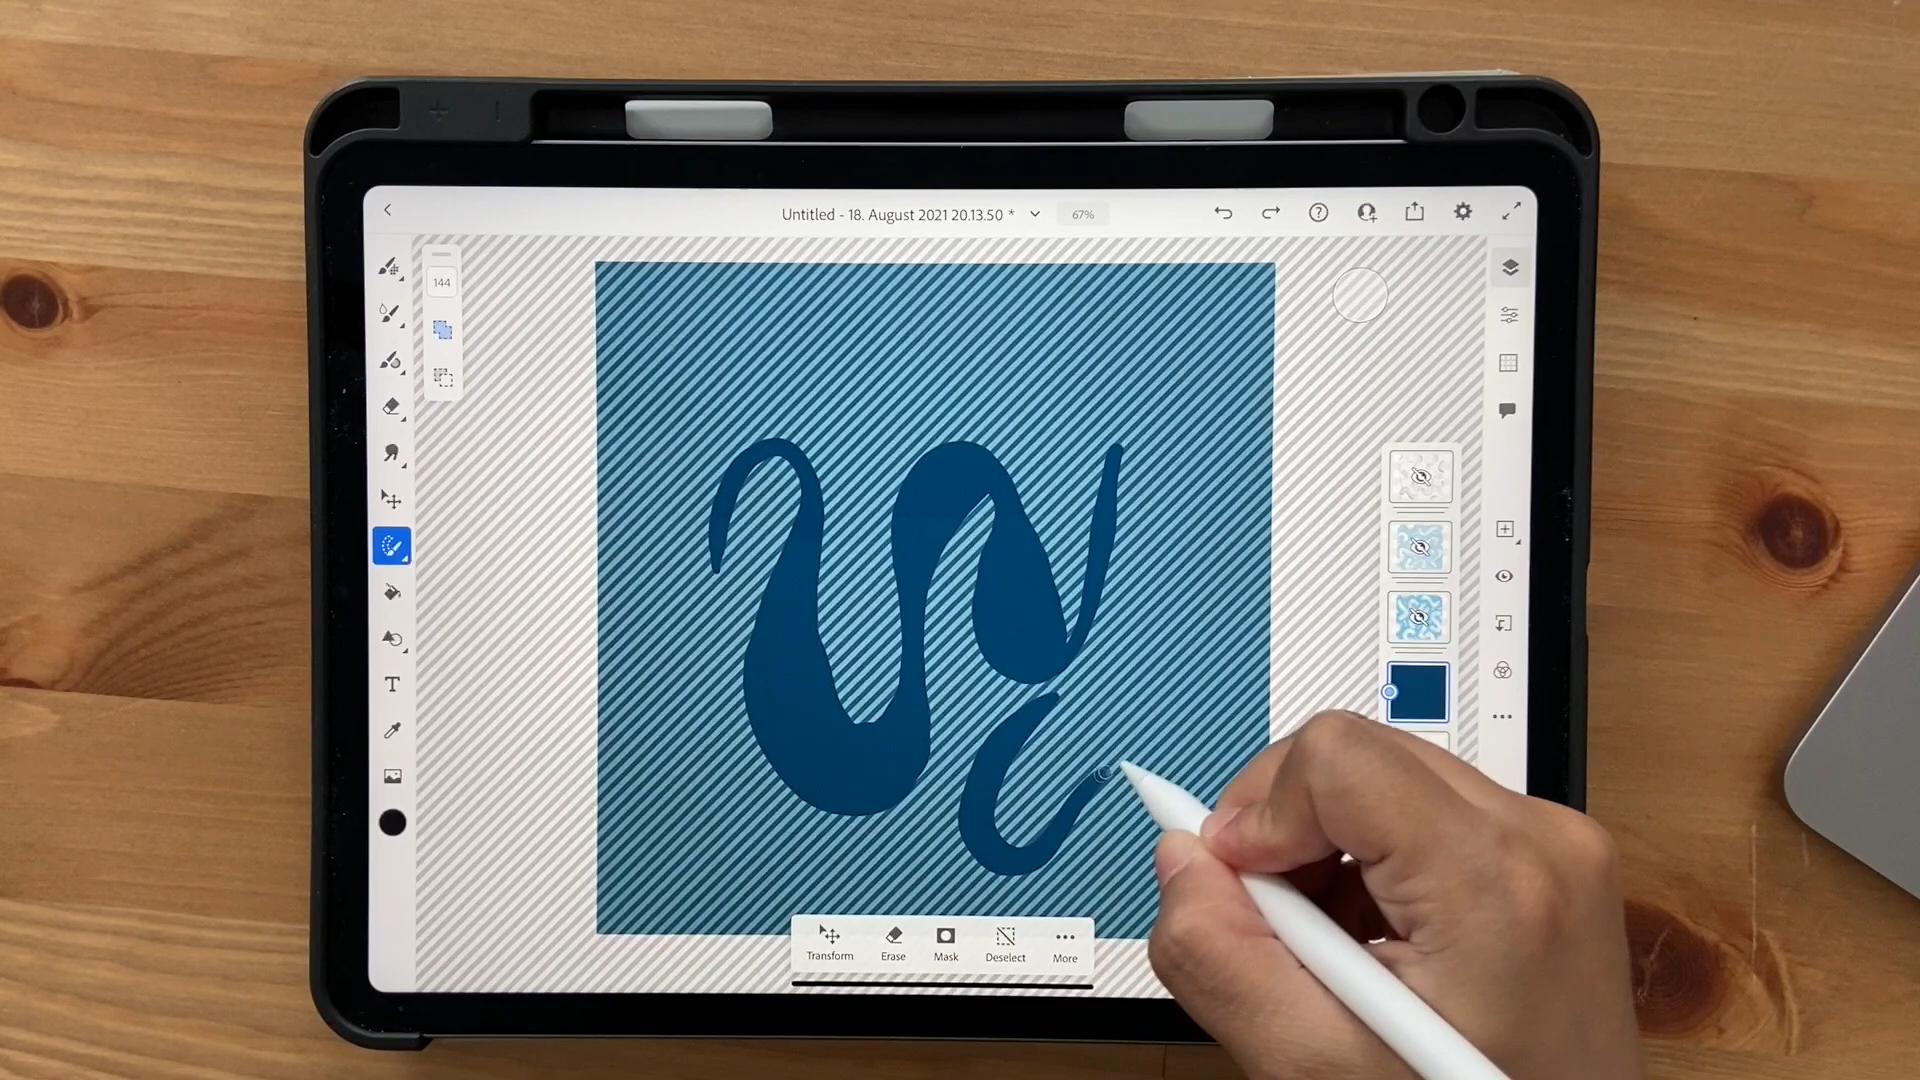 Untitled - 18. August 2021 20.13.50 *
67%
144
T
Transform
Erase
Mask
Deselect
More